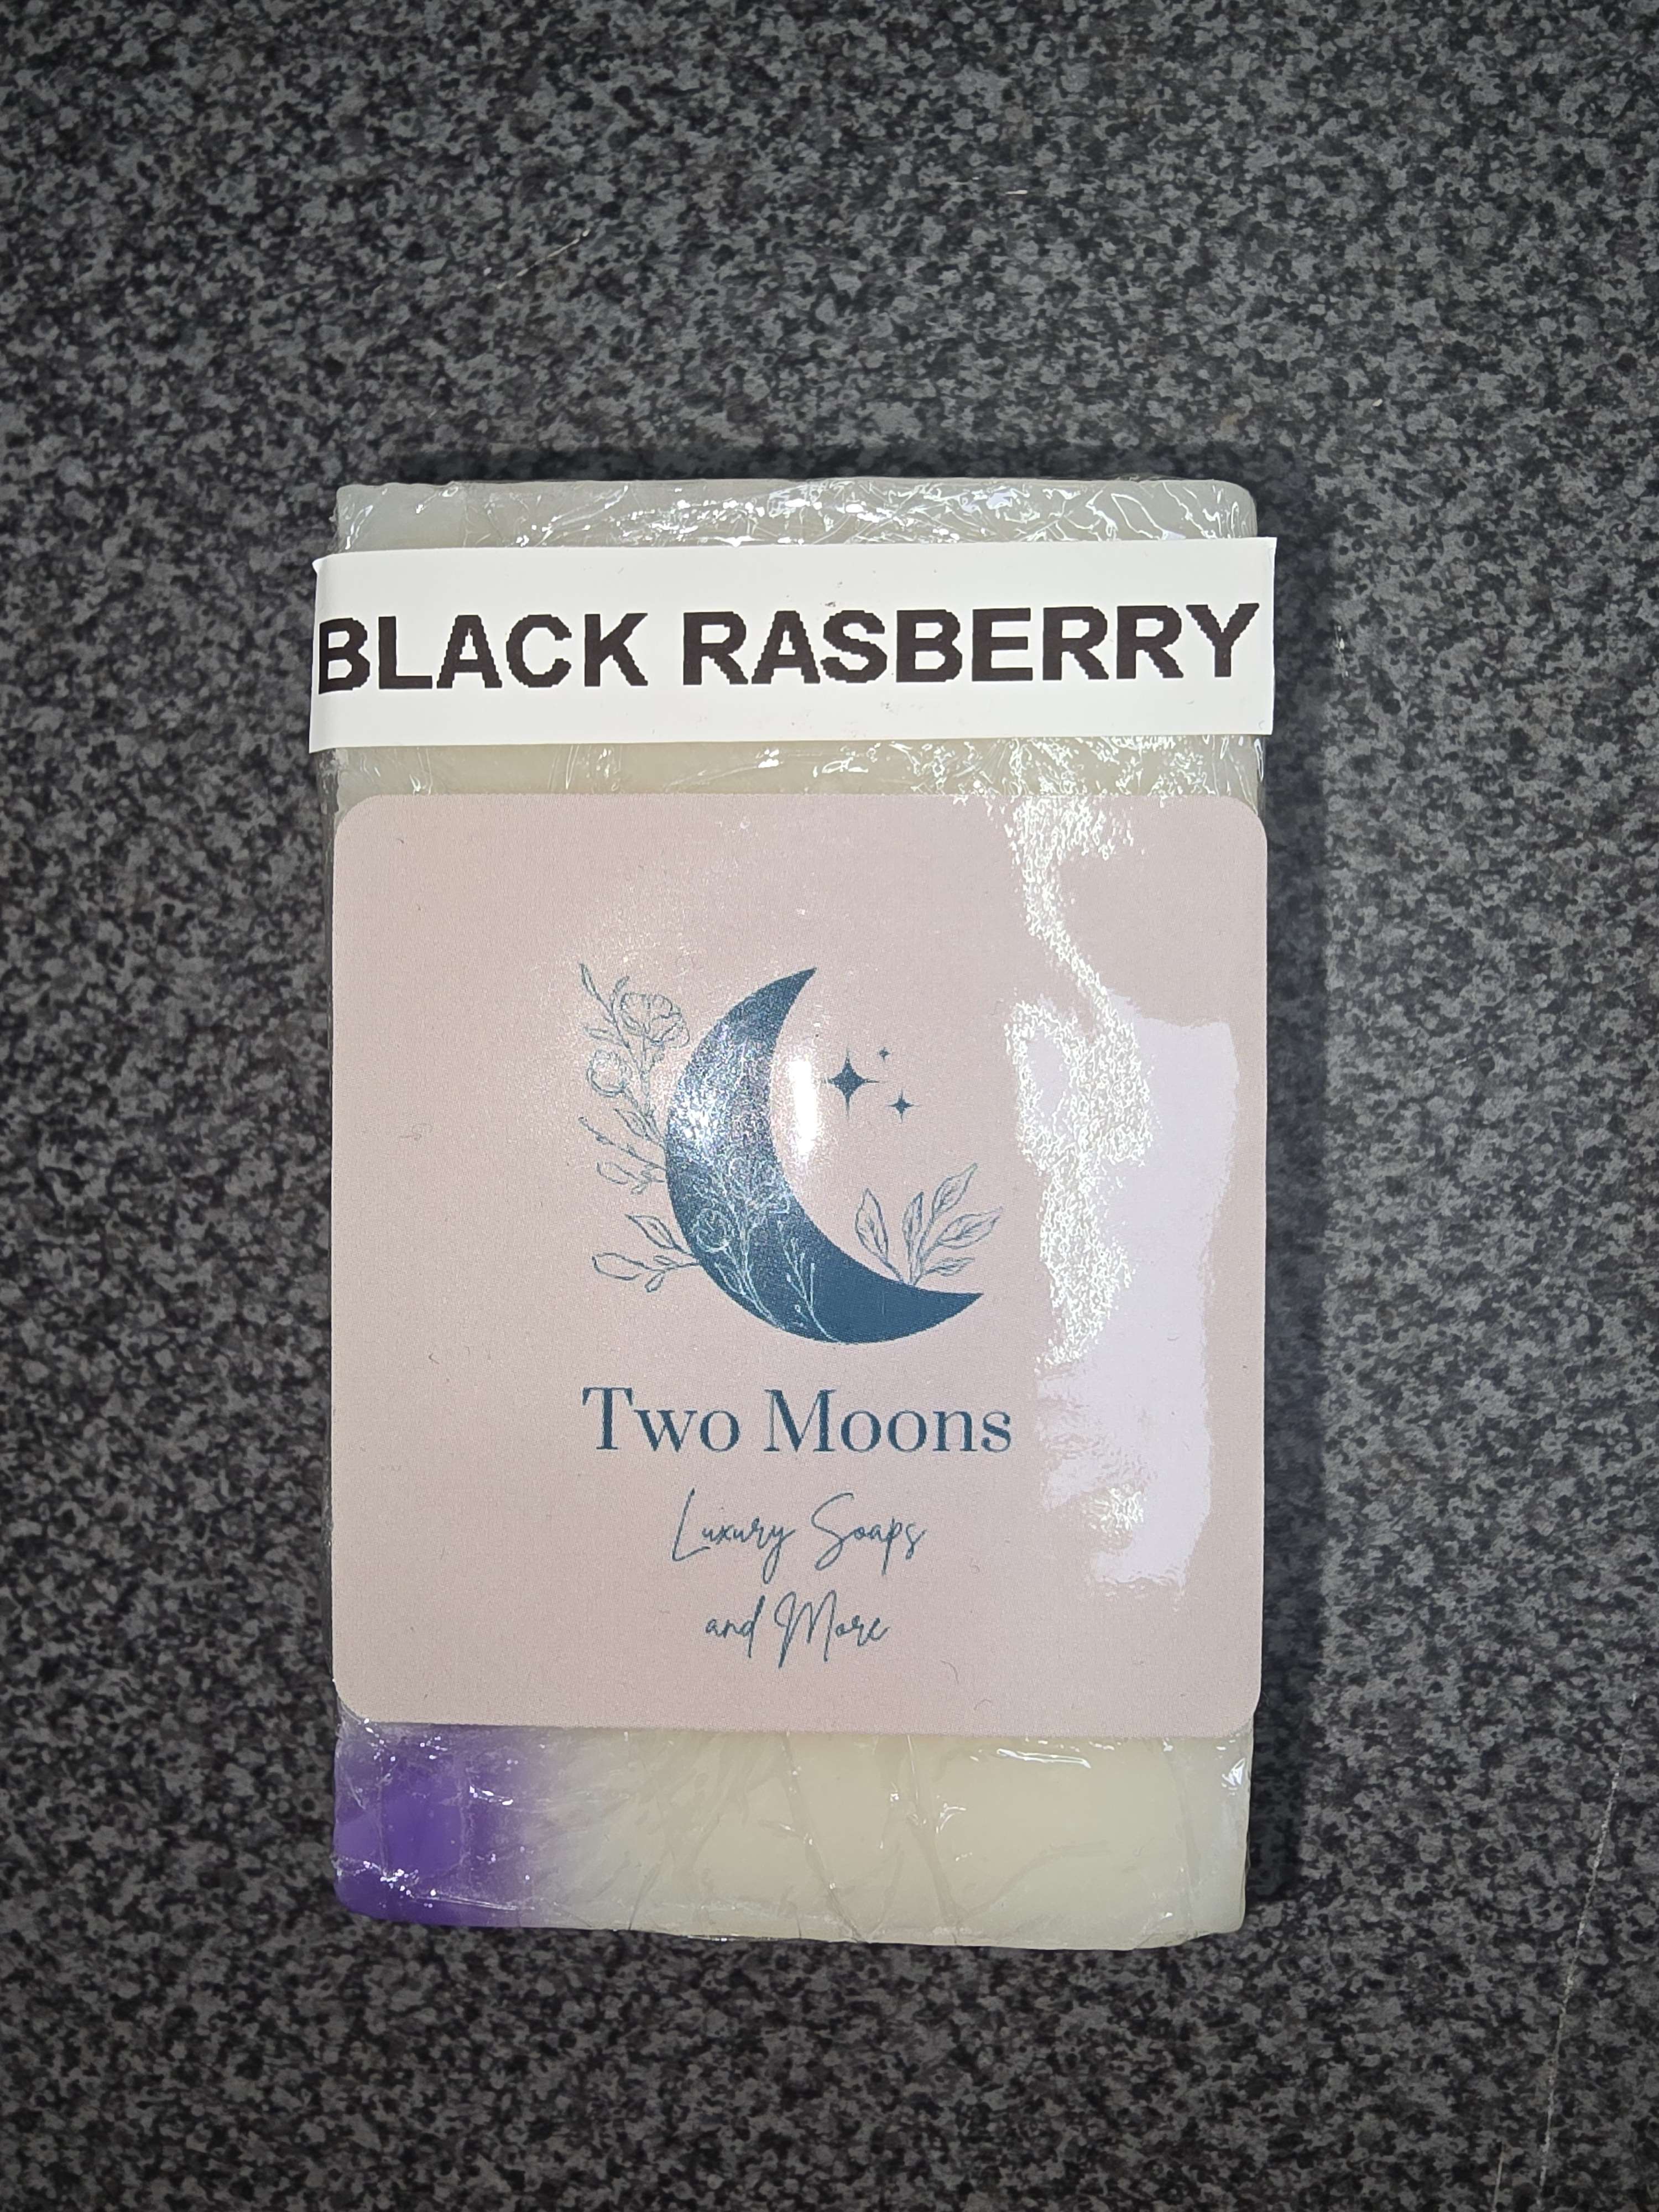 BLACK RASBERRY
Two Moons
Luxury Soaps
and More